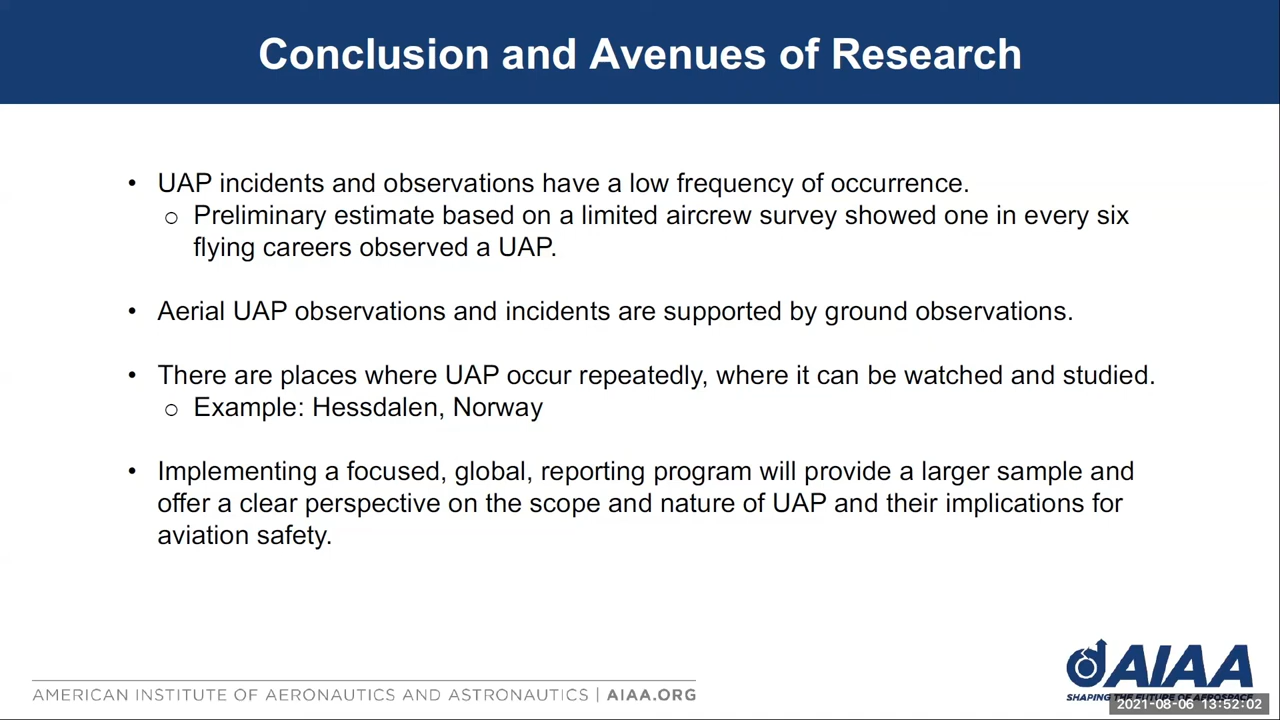 Conclusion and Avenues of Research
• UAP incidents and observations have a low frequency of occurrence.
○ Preliminary estimate based on a limited aircrew survey showed one in every six
flying careers observed a UAP.
• Aerial UAP observations and incidents are supported by ground observations.
• There are places where UAP occur repeatedly, where it can be watched and studied.
○ Example: Hessdalen, Norway
• Implementing a focused, global, reporting program will provide a larger sample and
offer a clear perspective on the scope and nature of UAP and their implications for
aviation safety.
AIAA
SHAPING THE FUTURE OF AEROSPACE
AMERICAN INSTITUTE OF AERONAUTICS AND ASTRONAUTICS | AIAA.ORG
2021-08-06 13:52:02